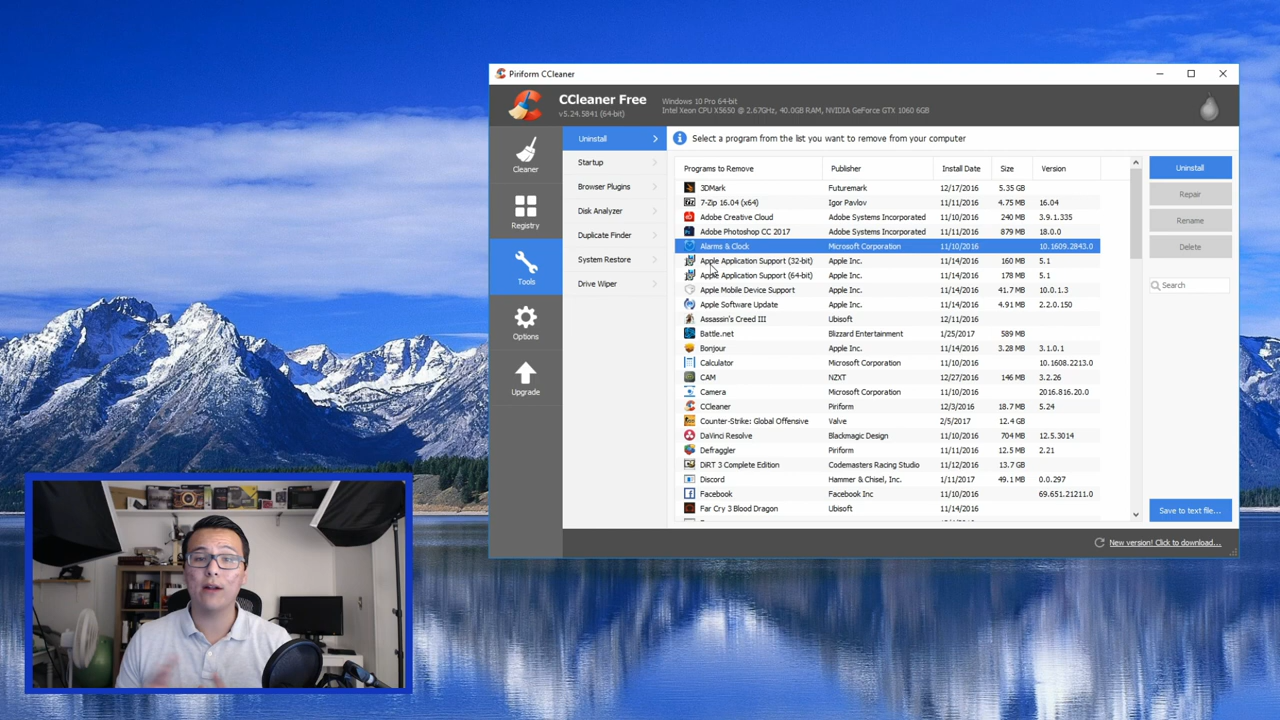 Piriform CCleaner
CCleaner Free
v5.24.5841 (64-bit)
Windows 10 Pro 64-bit
Intel Xeon CPU X5650 @ 2.67GHz, 40.0GB RAM, NVIDIA GeForce GTX 1060 6GB
Cleaner
Registry
Tools
Options
Upgrade
Uninstall
Startup
Browser Plugins
Disk Analyzer
Duplicate Finder
System Restore
Drive Wiper
Select a program from the list you want to remove from your computer
Programs to Remove Publisher Install Date Size Version
3DMark Futuremark 12/17/2016 5.35 GB
7-Zip 16.04 (x64) Igor Pavlov 11/11/2016 4.75 MB 16.04
Adobe Creative Cloud Adobe Systems Incorporated 11/10/2016 240 MB 3.9.1.335
Adobe Photoshop CC 2017 Adobe Systems Incorporated 11/11/2016 879 MB 18.0.0
Alarms & Clock Microsoft Corporation 11/10/2016 10.1609.2843.0
Apple Application Support (32-bit) Apple Inc. 11/14/2016 160 MB 5.1
Apple Application Support (64-bit) Apple Inc. 11/14/2016 178 MB 5.1
Apple Mobile Device Support Apple Inc. 11/14/2016 41.7 MB 10.0.1.3
Apple Software Update Apple Inc. 11/14/2016 4.91 MB 2.2.0.150
Assassin's Creed III Ubisoft 12/11/2016
Battle.net Blizzard Entertainment 1/25/2017 589 MB
Bonjour Apple Inc. 11/14/2016 3.28 MB 3.1.0.1
Calculator Microsoft Corporation 11/10/2016 10.1608.2213.0
CAM NZXT 12/27/2016 146 MB 3.2.26
Camera Microsoft Corporation 11/10/2016 2016.816.20.0
CCleaner Piriform 12/3/2016 18.7 MB 5.24
Counter-Strike: Global Offensive Valve 2/5/2017 12.4 GB
DaVinci Resolve Blackmagic Design 11/10/2016 704 MB 12.5.3014
Defraggler Piriform 11/11/2016 12.5 MB 2.21
DiRT 3 Complete Edition Codemasters Racing Studio 11/12/2016 13.7 GB
Discord Hammer & Chisel, Inc. 1/11/2017 49.1 MB 0.0.297
Facebook Facebook Inc 11/10/2016 69.651.21211.0
Far Cry 3 Blood Dragon Ubisoft 11/14/2016
Uninstall
Repair
Rename
Delete
Search
Save to text file...
New version! Click to download...